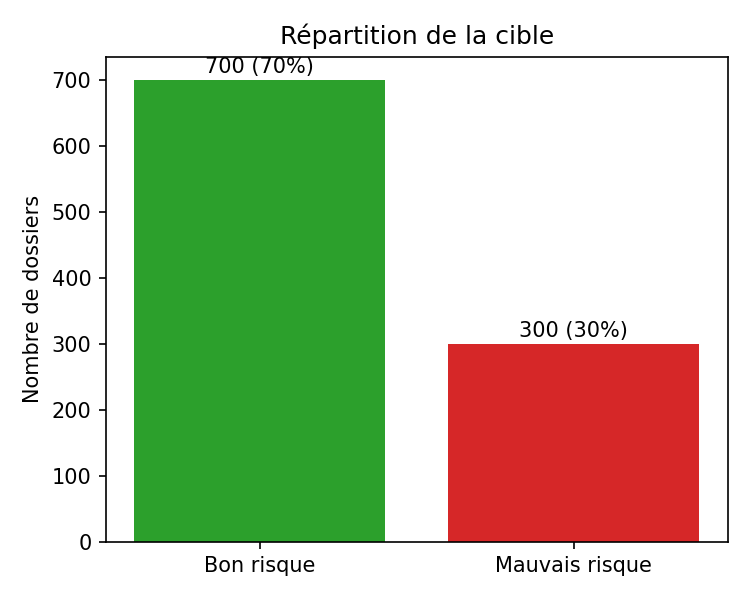 Répartition de la cible
700 (70%)
300 (30%)
Nombre de dossiers
700
600
500
400
300
200
100
0
Bon risque
Mauvais risque